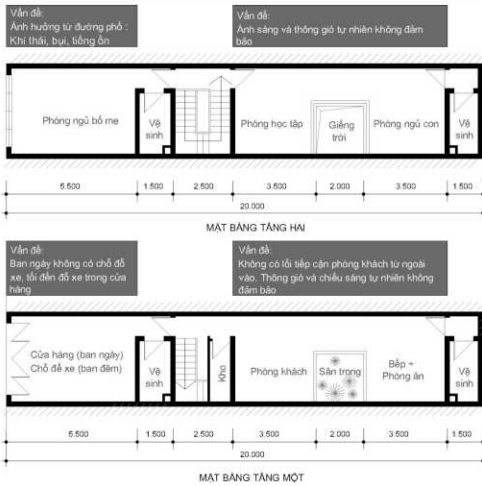 Vấn đề:
Ảnh hưởng từ đường phố :
Khí thải, bụi, tiếng ồn
Vấn đề:
Ánh sáng và thông gió tự nhiên không đảm
bảo
Phòng ngủ bố mẹ
Vệ
sinh
Phòng học tập
Giếng
trời
Phòng ngủ con
Vệ
sinh
5.500 1.500 2.500 3.500 2.000 3.500 1.500
20.000
MẶT BẰNG TẦNG HAI
Vấn đề:
Ban ngày không có chỗ đỗ
xe, tối đến đỗ xe trong cửa
hàng
Vấn đề:
Không có lối tiếp cận phòng khách từ ngoài
vào. Thông gió và chiếu sáng tự nhiên không
đảm bảo
Cửa hàng (ban ngày)
Chỗ để xe (ban đêm)
Vệ
sinh
Kho
Phòng khách
Sân trong
Bếp +
Phòng ăn
Vệ
sinh
5.500 1.500 2.500 3.500 2.000 3.500 1.500
20.000
MẶT BẰNG TẦNG MỘT